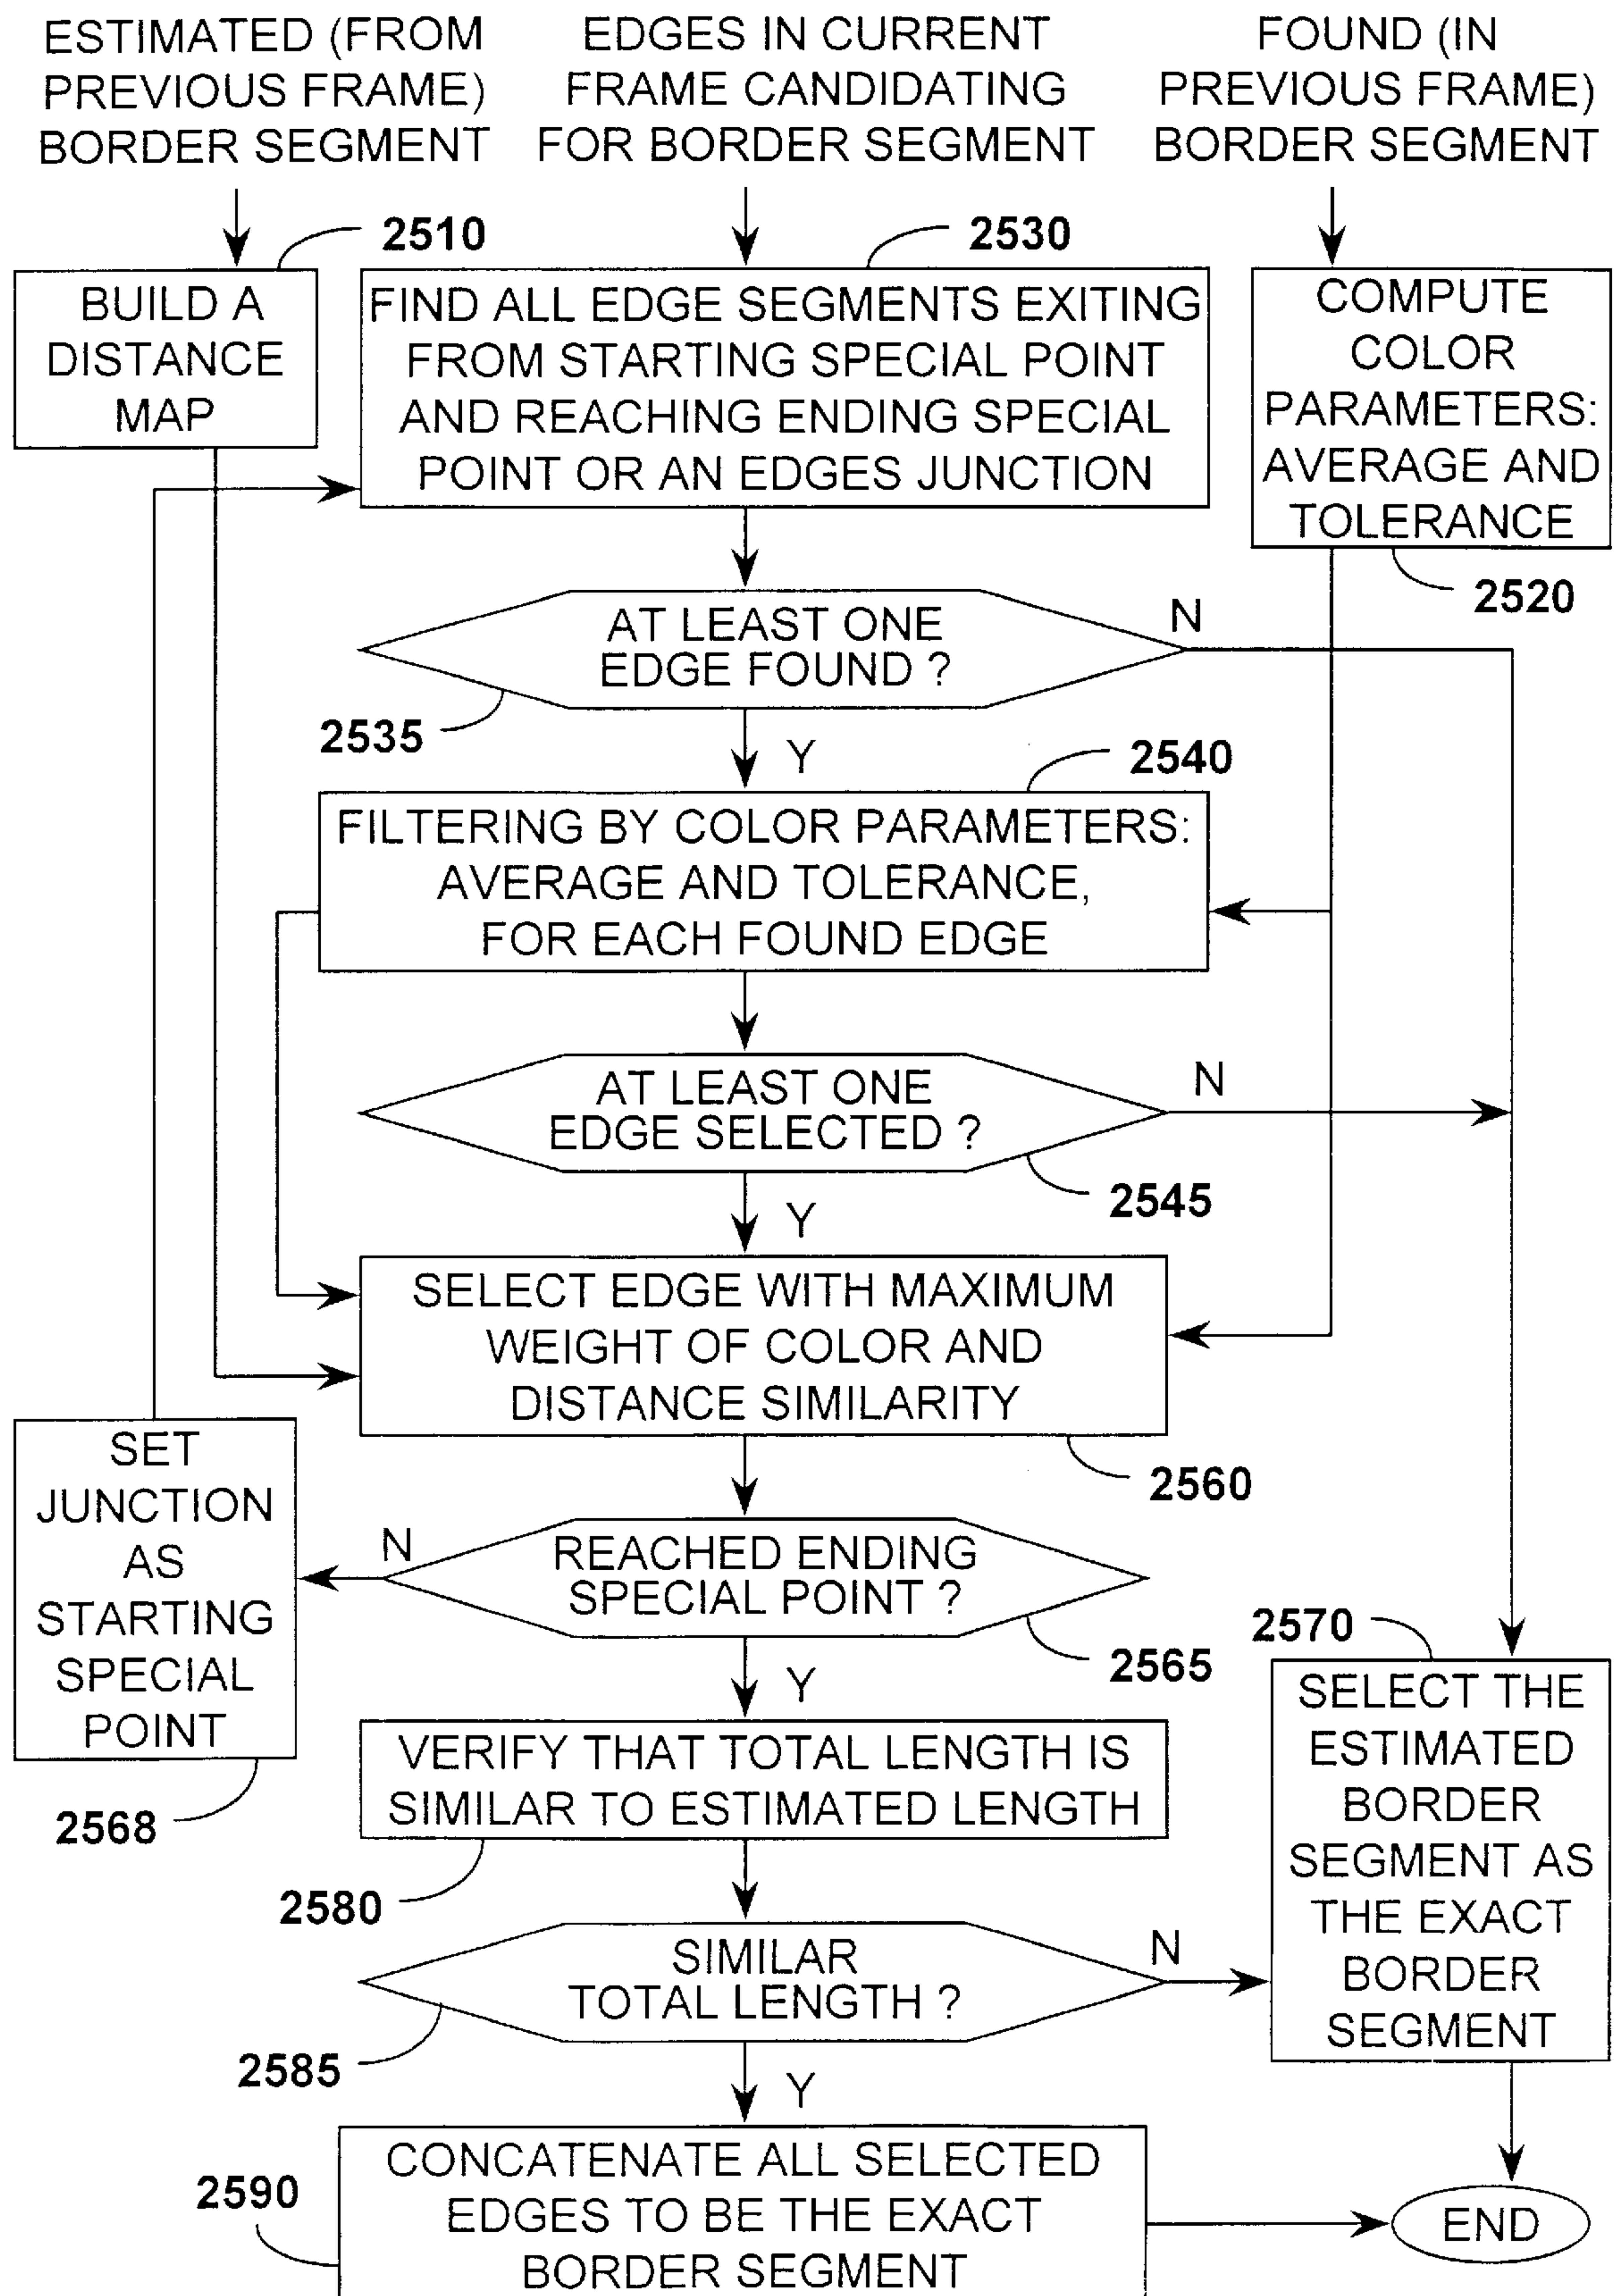 ESTIMATED (FROM
PREVIOUS FRAME)
BORDER SEGMENT
EDGES IN CURRENT
FRAME CANDIDATING
FOR BORDER SEGMENT
FOUND (IN
PREVIOUS FRAME)
BORDER SEGMENT
2510
BUILD A
DISTANCE
MAP
2530
FIND ALL EDGE SEGMENTS EXITING
FROM STARTING SPECIAL POINT
AND REACHING ENDING SPECIAL
POINT OR AN EDGES JUNCTION
COMPUTE
COLOR
PARAMETERS:
AVERAGE AND
TOLERANCE
2520
AT LEAST ONE
EDGE FOUND ?
N
2535
Y
2540
FILTERING BY COLOR PARAMETERS:
AVERAGE AND TOLERANCE,
FOR EACH FOUND EDGE
AT LEAST ONE
EDGE SELECTED ?
N
2545
Y
SELECT EDGE WITH MAXIMUM
WEIGHT OF COLOR AND
DISTANCE SIMILARITY
2560
SET
JUNCTION
AS
STARTING
SPECIAL
POINT
2568
N
REACHED ENDING
SPECIAL POINT ?
2565
Y
2570
SELECT THE
ESTIMATED
BORDER
SEGMENT AS
THE EXACT
BORDER
SEGMENT
VERIFY THAT TOTAL LENGTH IS
SIMILAR TO ESTIMATED LENGTH
2580
SIMILAR
TOTAL LENGTH ?
N
2585
Y
2590
CONCATENATE ALL SELECTED
EDGES TO BE THE EXACT
BORDER SEGMENT
END